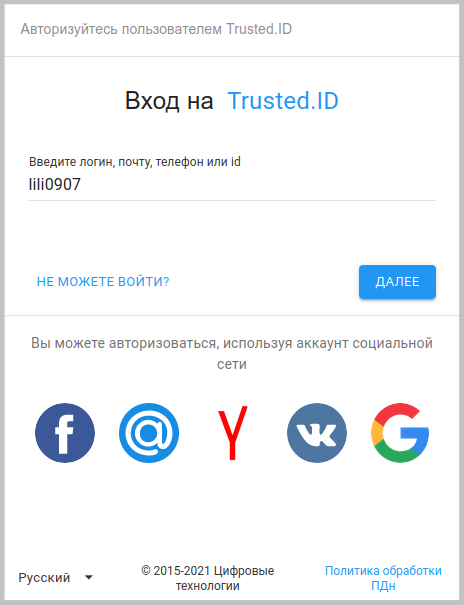 Авторизуйтесь пользователем Trusted.ID
Вход на Trusted.ID
Введите логин, почту, телефон или id
lili0907
НЕ МОЖЕТЕ ВОЙТИ?
ДАЛЕЕ
Вы можете авторизоваться, используя аккаунт социальной
сети
Русский
© 2015-2021 Цифровые
технологии
Политика обработки
ПДн